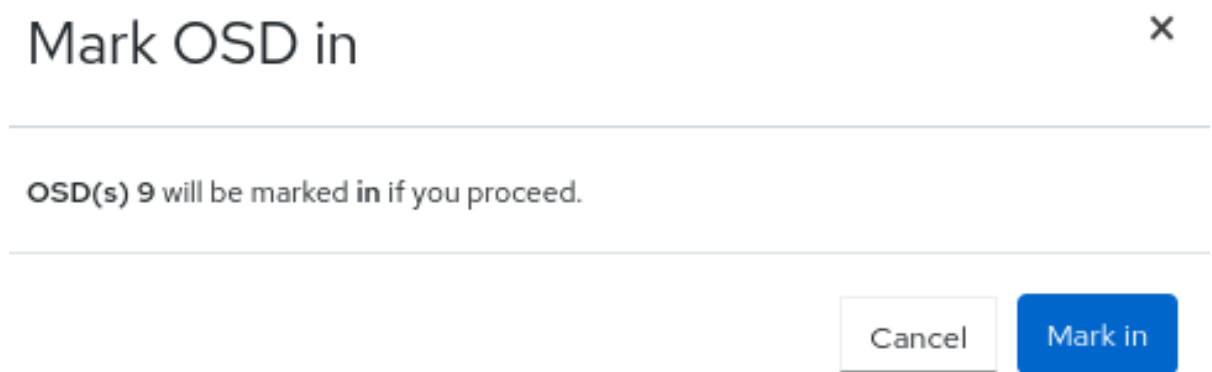 Mark OSD in
OSD(s) 9 will be marked in if you proceed.
Cancel
Mark in